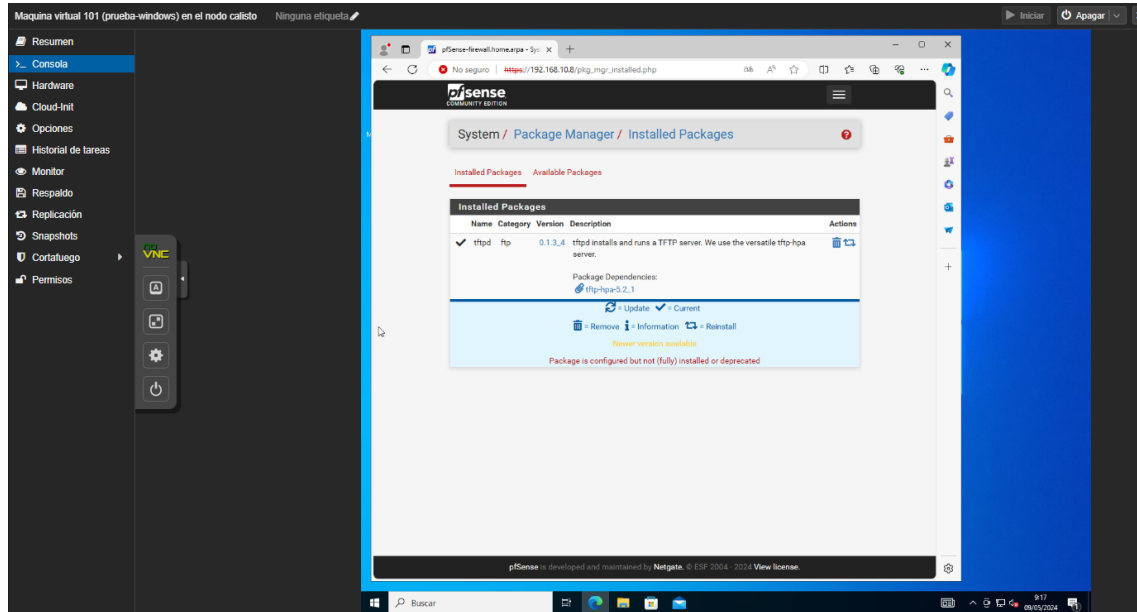 Maquina virtual 101 (prueba-windows) en el nodo calisto
Ninguna etiqueta
Iniciar
Apagar
Resumen
Consola
Hardware
Cloud-Init
Opciones
Historial de tareas
Monitor
Respaldo
Replicación
Snapshots
Cortafuego
Permisos
VNC
A
pfSense-firewall.home.arpa - Sys
No seguro
https://192.168.10.8/pkg_mgr_installed.php
pfsense
COMMUNITY EDITION
System / Package Manager / Installed Packages
Installed Packages Available Packages
Installed Packages
Name Category Version Description Actions
tftpd ftp 0.1.3_4 tftpd installs and runs a TFTP server. We use the versatile tftp-hpa
server.
Package Dependencies:
tftp-hpa-5.2_1
= Update = Current
= Remove = Information = Reinstall
Newer version available
Package is configured but not (fully) installed or deprecated
pfSense is developed and maintained by Netgate. © ESF 2004 - 2024 View license.
Buscar
9:17
09/05/2024